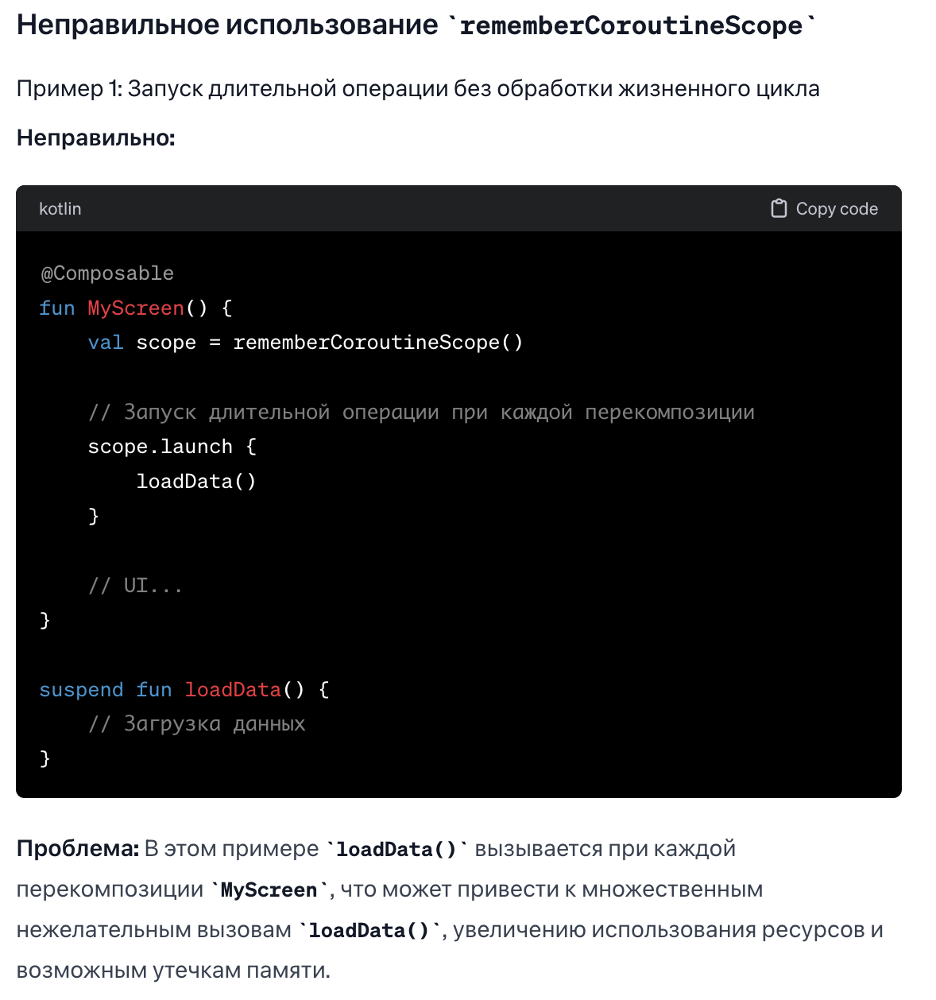 Неправильное использование `rememberCoroutineScope`
Пример 1: Запуск длительной операции без обработки жизненного цикла
Неправильно:
kotlin
Copy code
@Composable
fun MyScreen() {
    val scope = rememberCoroutineScope()
    // Запуск длительной операции при каждой перекомпозиции
    scope.launch {
        loadData()
    }
    // UI...
}
suspend fun loadData() {
    // Загрузка данных
}
Проблема: В этом примере `loadData()` вызывается при каждой
перекомпозиции `MyScreen`, что может привести к множественным
нежелательным вызовам `loadData()`, увеличению использования ресурсов и
возможным утечкам памяти.